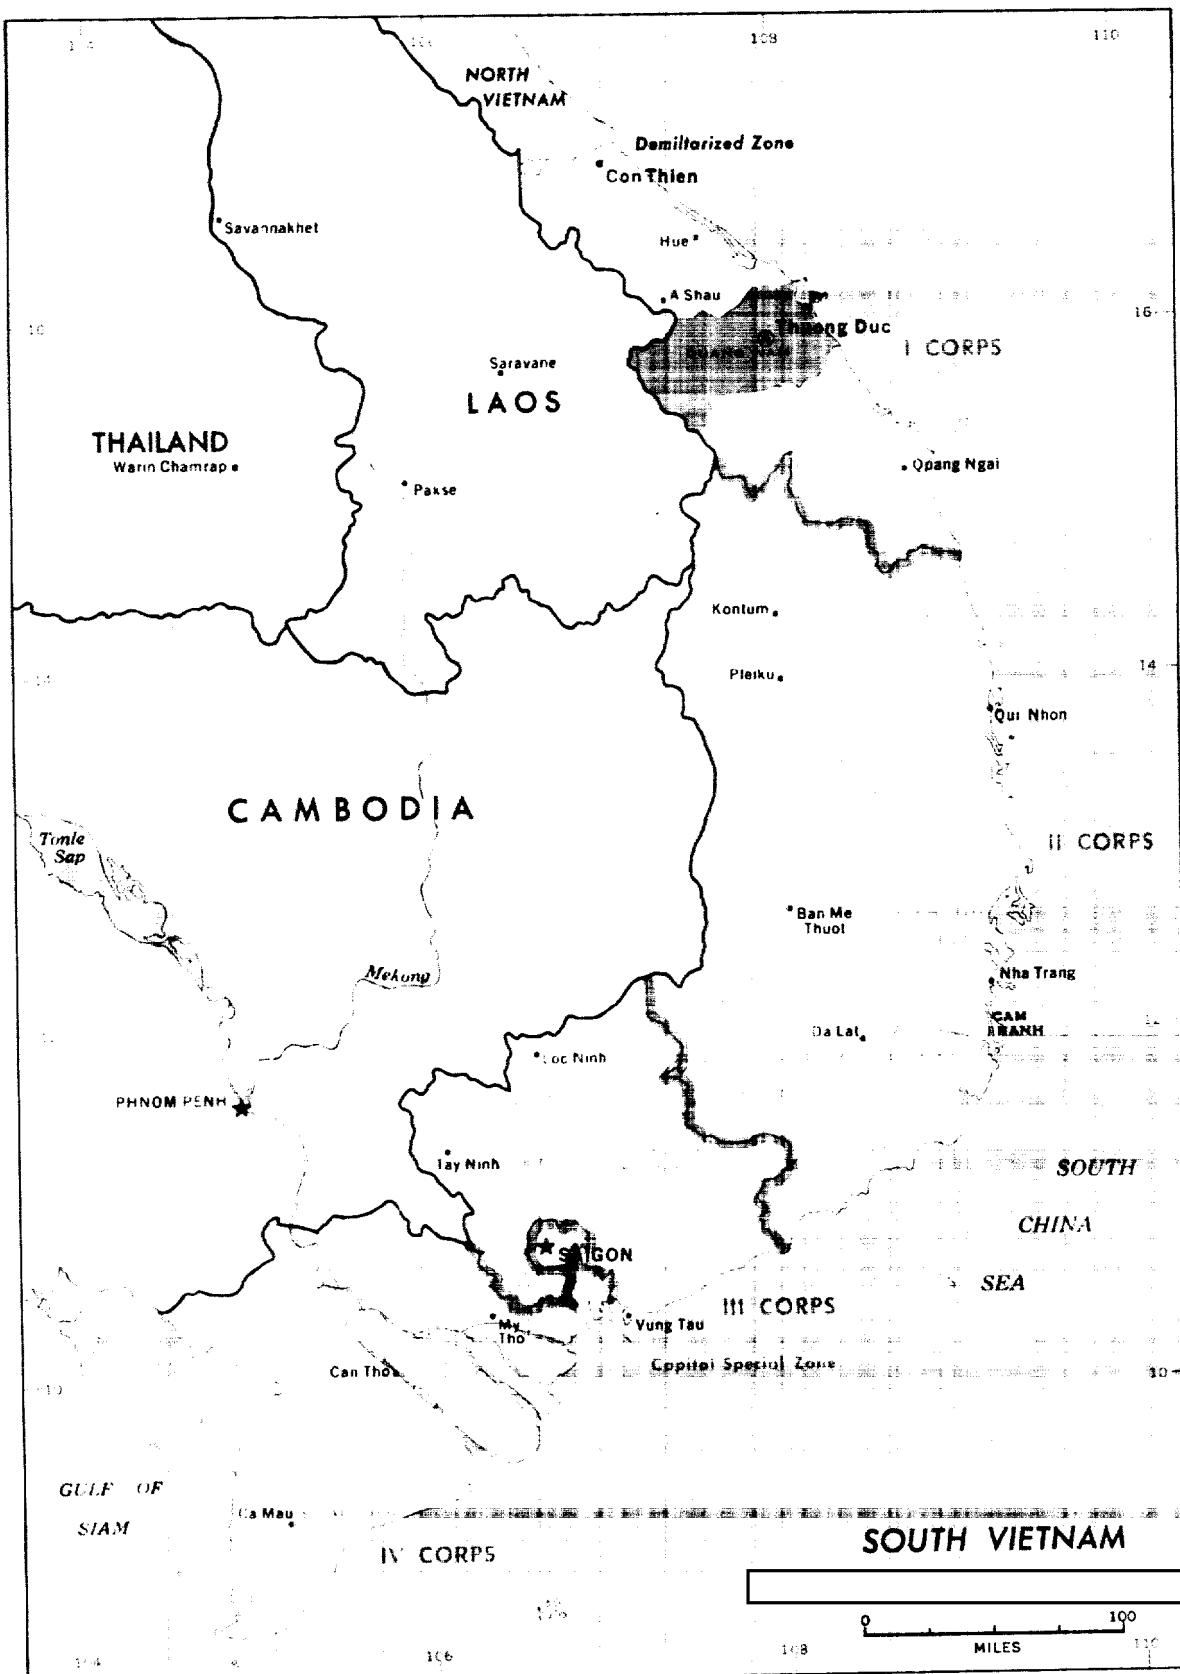 108
110
NORTH
VIETNAM
Demiltarized Zone
Con Thien
Savannakhet
Hue
A Shau
16
Thuong Duc
I CORPS
Saravane
LAOS
THAILAND
Warin Chamrap
Pakse
Qpang Ngai
Kontum
14
Pleiku
Qui Nhon
CAMBODIA
Tonle
Sap
II CORPS
Ban Me
Thuot
Mekong
Nha Trang
CAM
RANH
Da Lat
Loc Ninh
PHNOM PENH
Tay Ninh
SOUTH
CHINA
SEA
SAIGON
III CORPS
My
Tho
Vung Tau
Capital Special Zone
Can Tho
10
10
GULF OF
SIAM
Ca Mau
IV CORPS
SOUTH VIETNAM
0
100
MILES
104
106
108
110